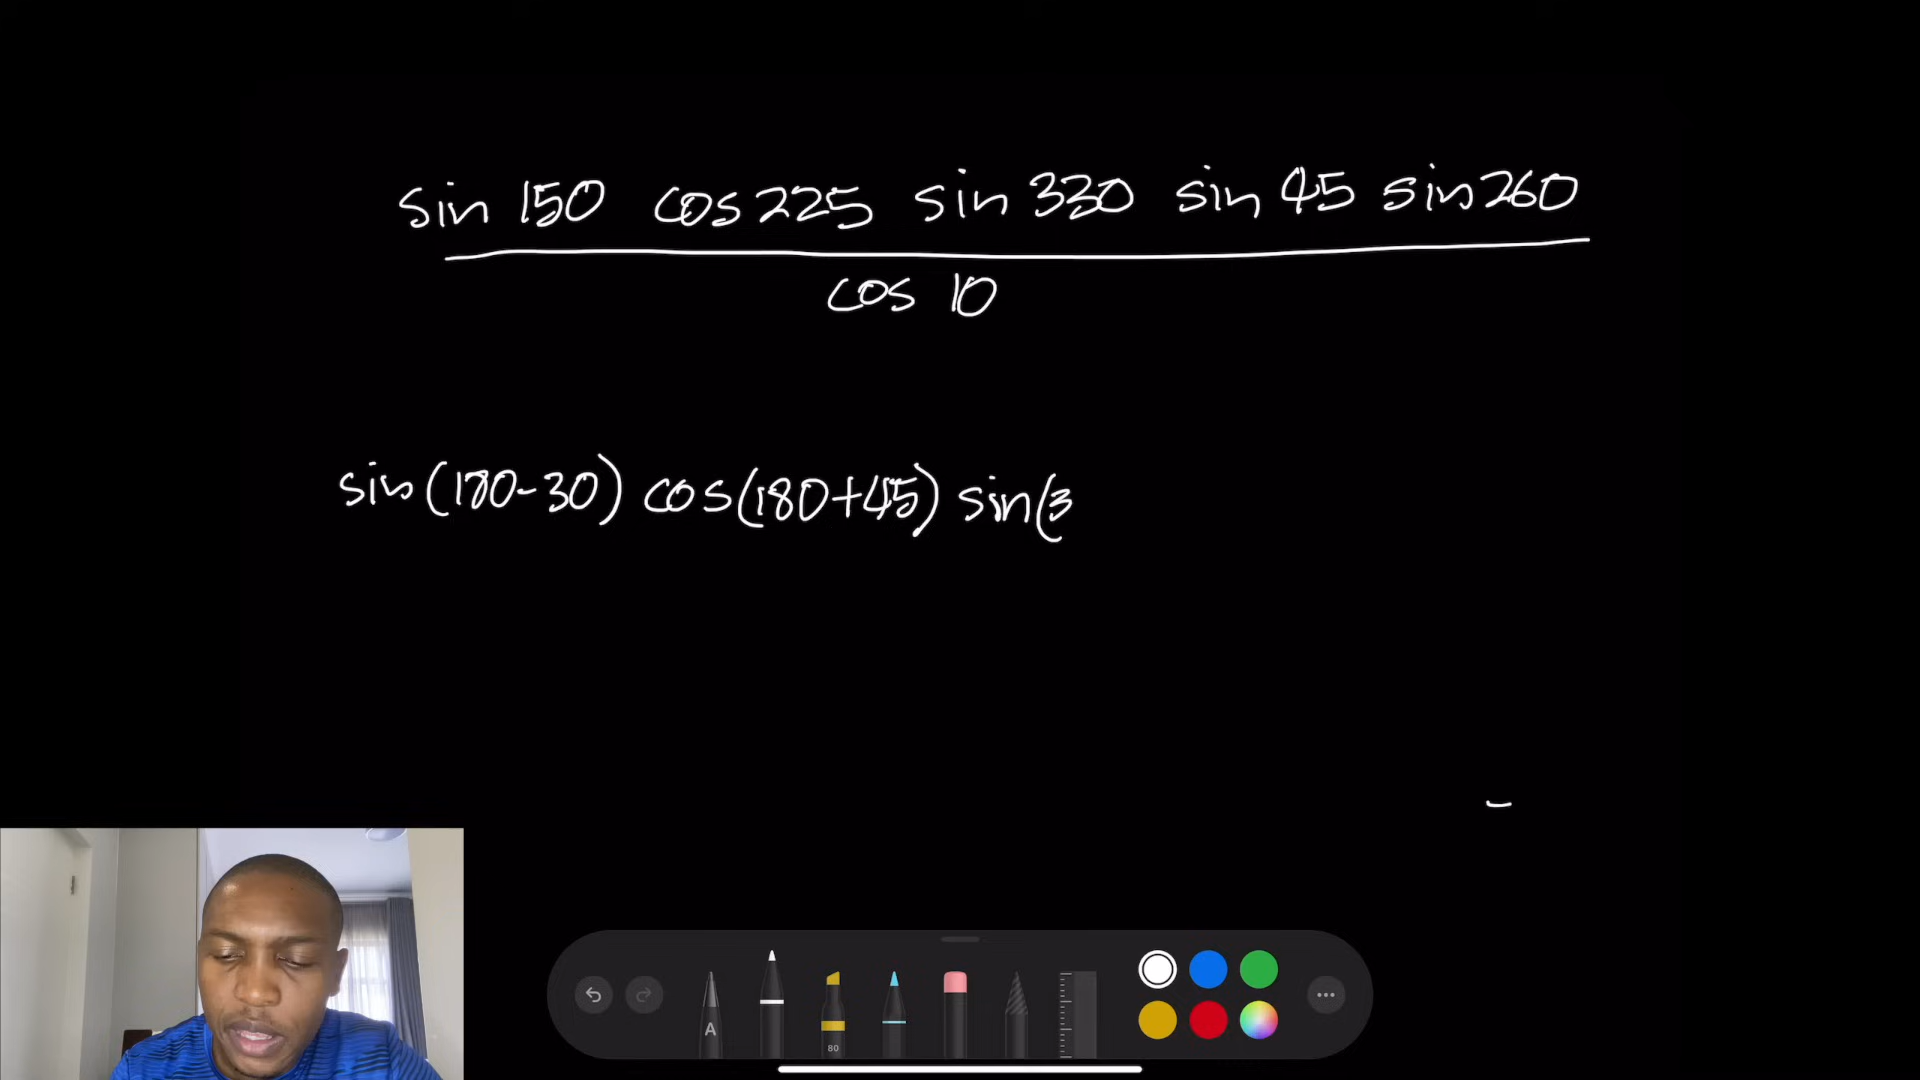 sin 150 cos 225 sin 330 sin 45 sin 260
cos 10
sin(180-30) cos(180+45) sin(3
-
A
80